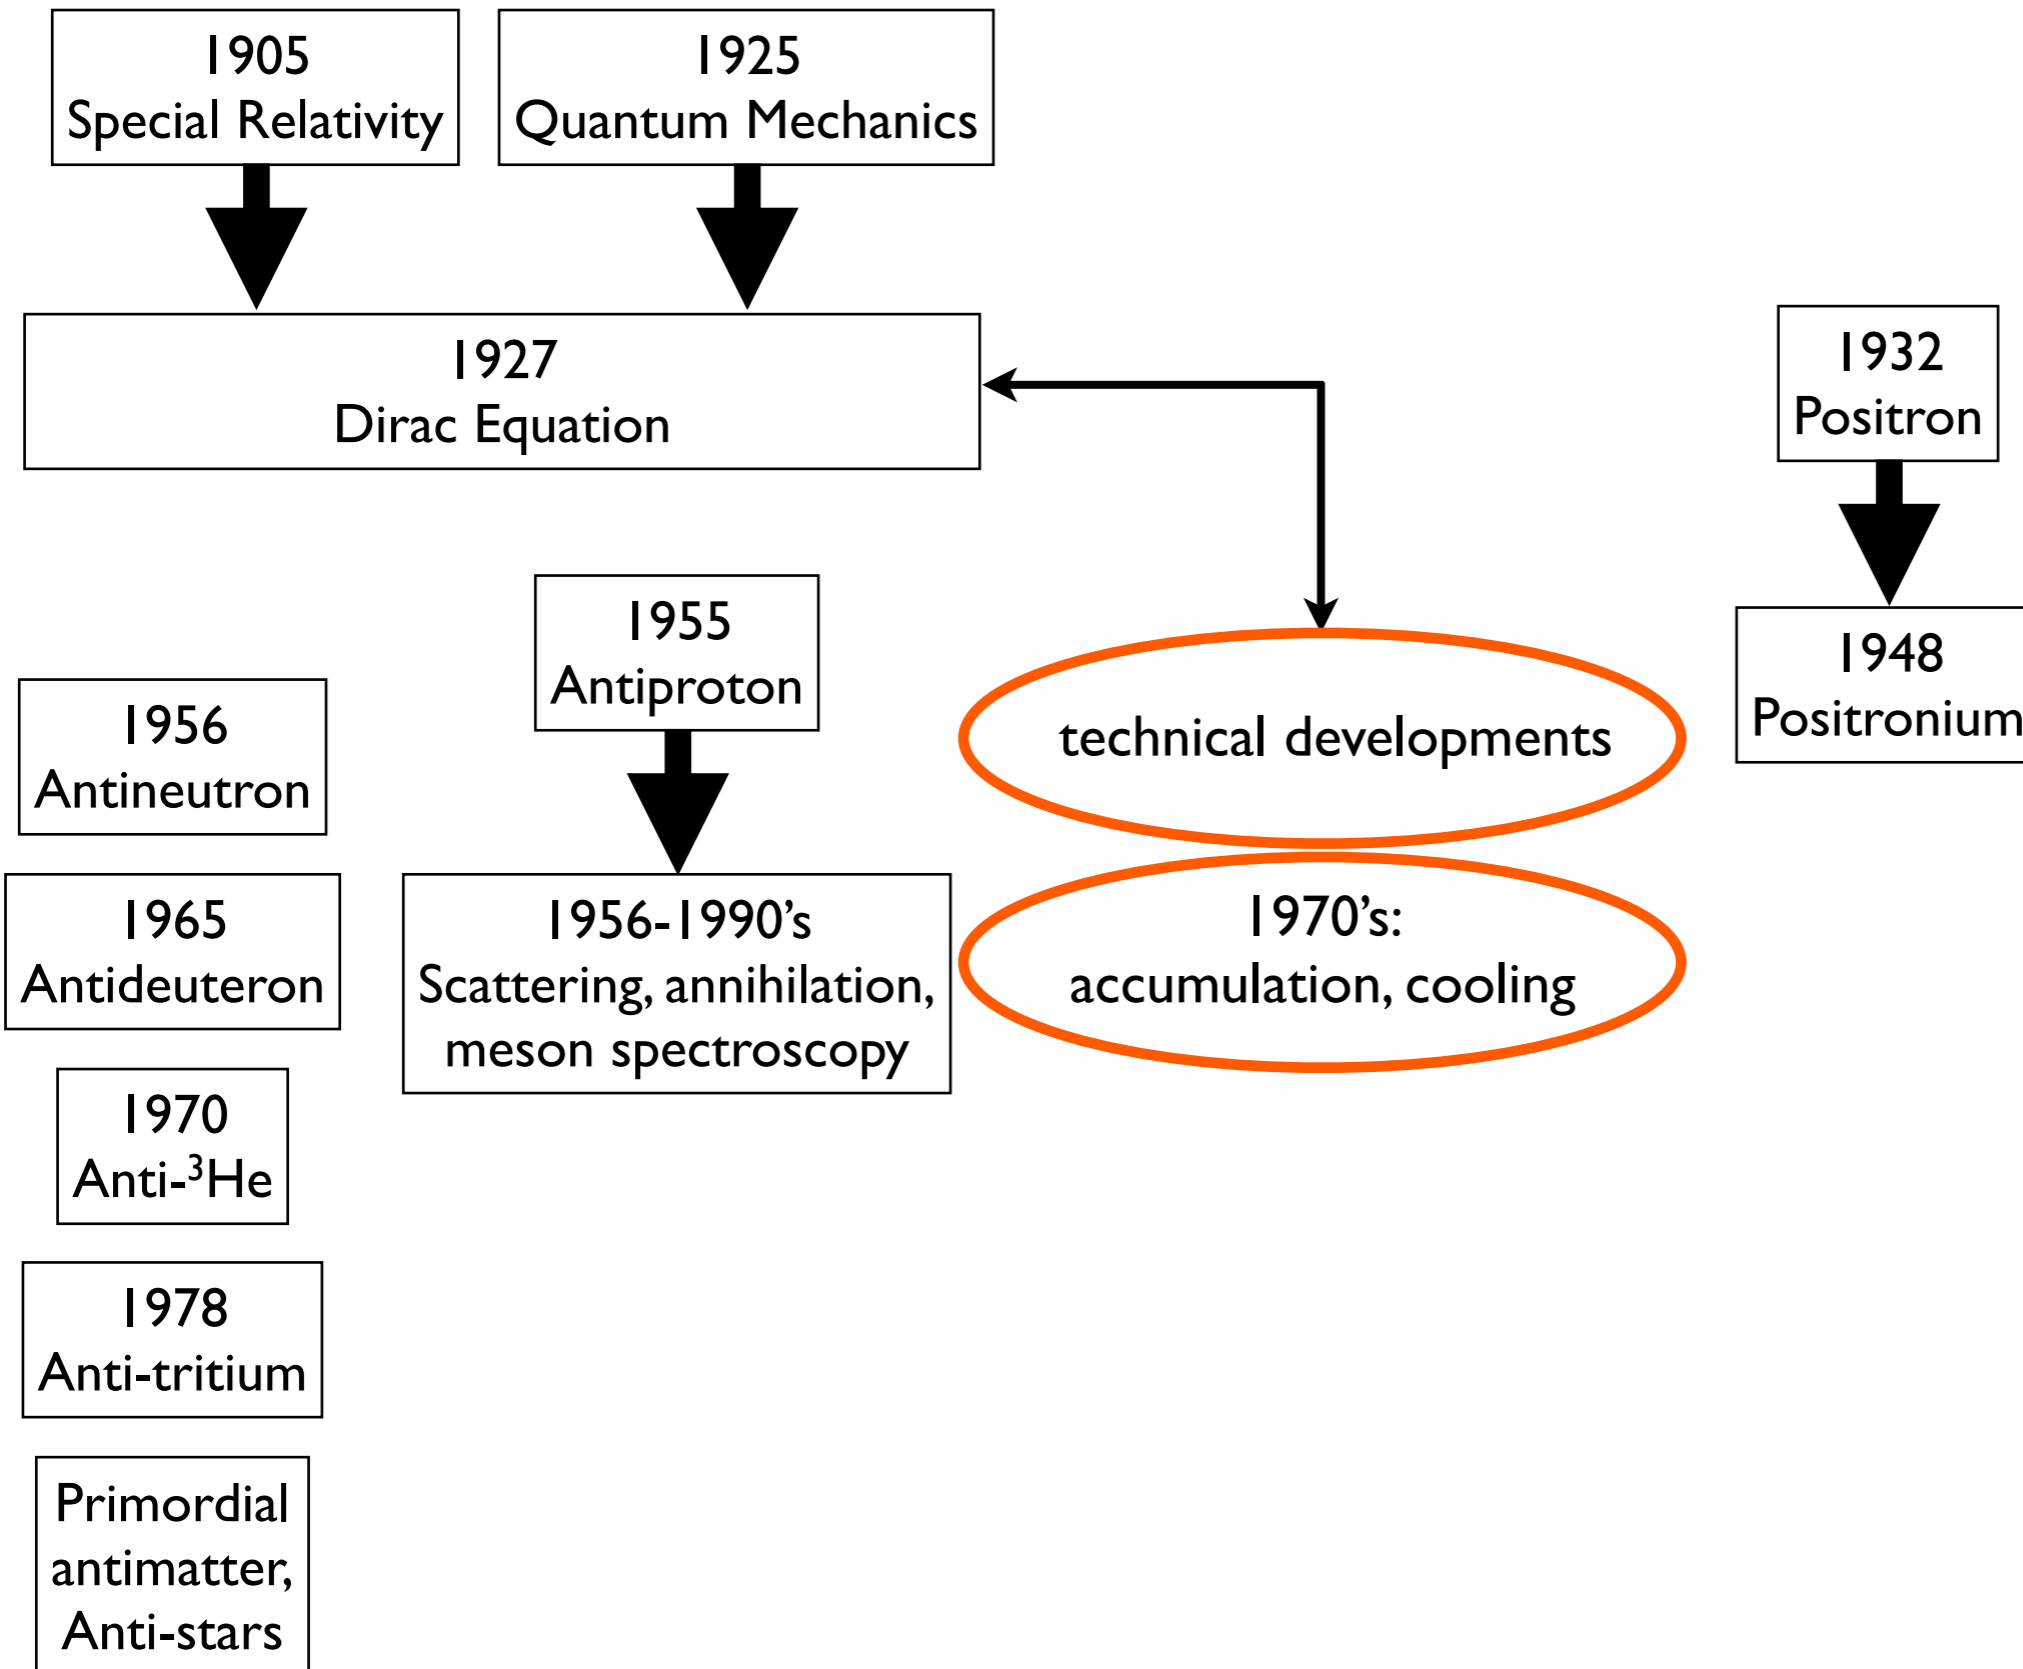 1905
Special Relativity
1925
Quantum Mechanics
1927
Dirac Equation
1932
Positron
1948
Positronium
1955
Antiproton
technical developments
1956
Antineutron
1965
Antideuteron
1956-1990’s
Scattering, annihilation,
meson spectroscopy
1970’s:
accumulation, cooling
1970
Anti-³He
1978
Anti-tritium
Primordial
antimatter,
Anti-stars